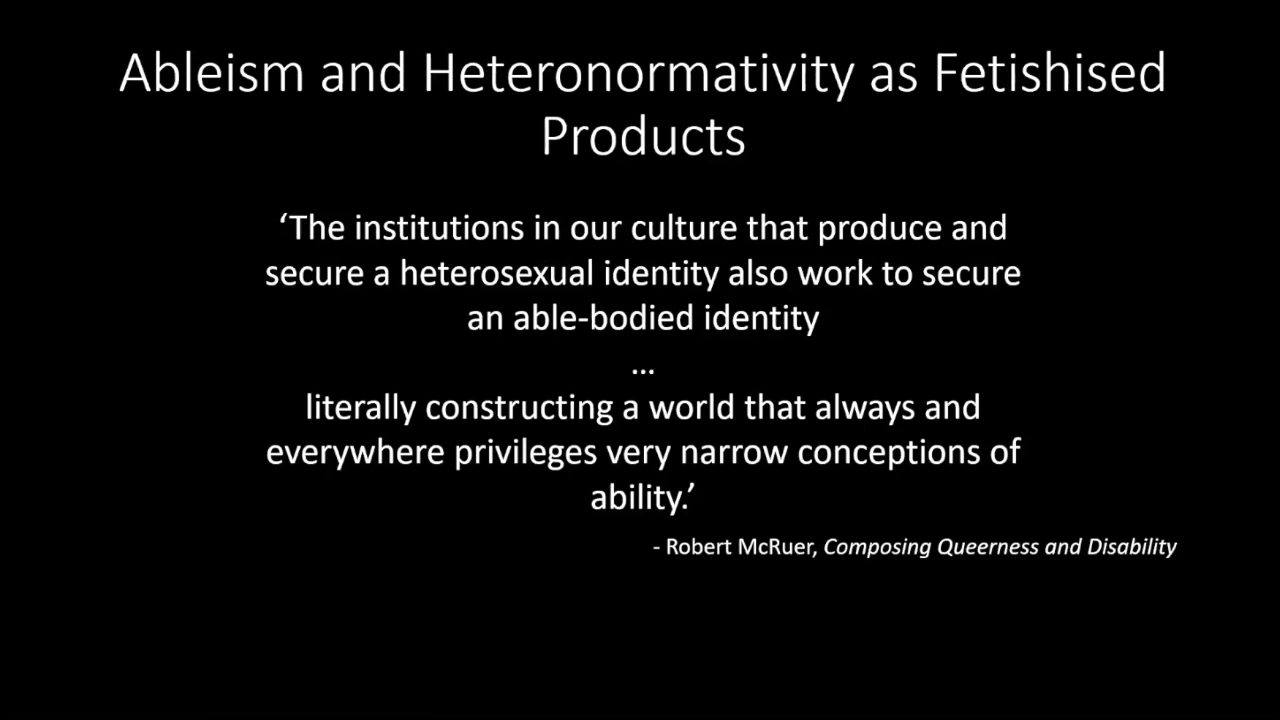 Ableism and Heteronormativity as Fetishised
Products
‘The institutions in our culture that produce and
secure a heterosexual identity also work to secure
an able-bodied identity
...
literally constructing a world that always and
everywhere privileges very narrow conceptions of
ability.’
- Robert McRuer, Composing Queerness and Disability